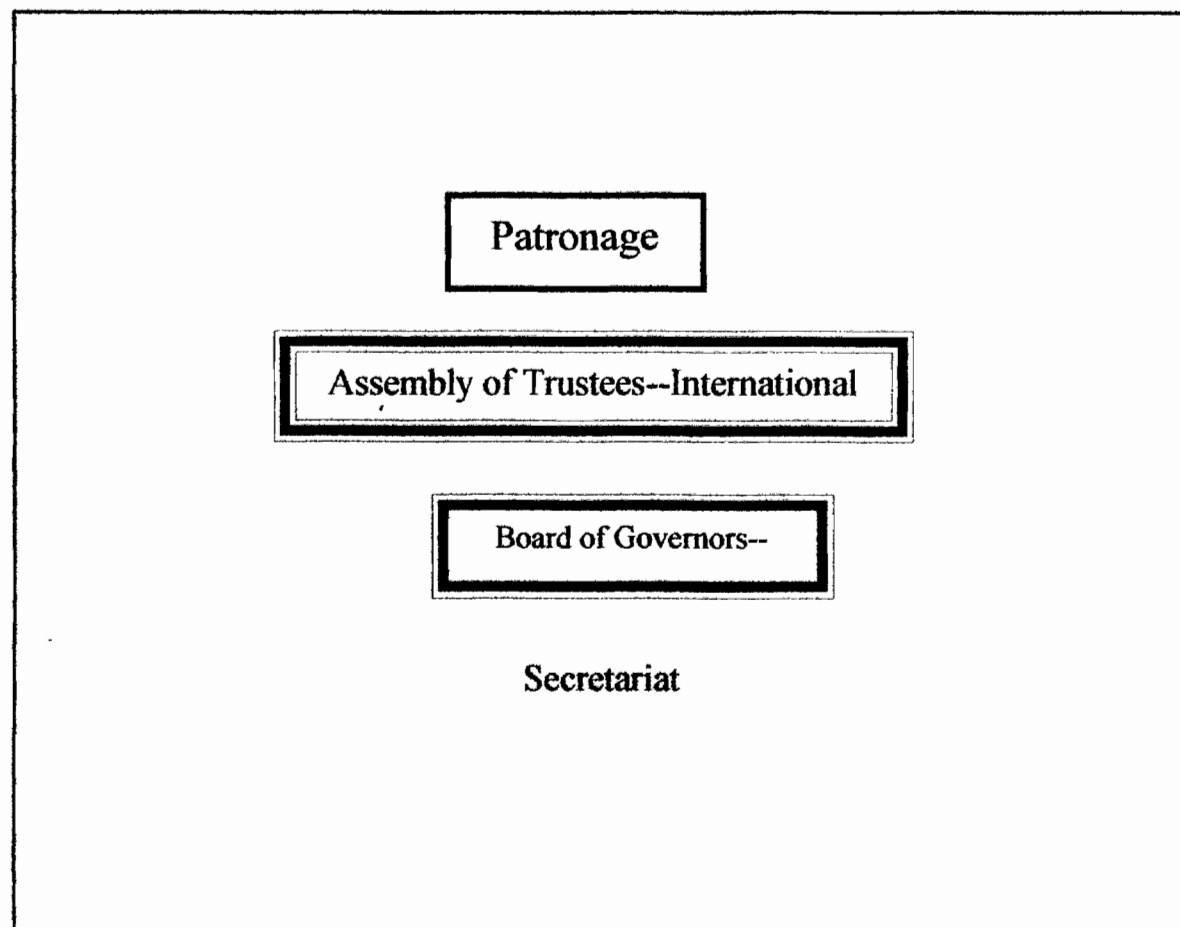 Patronage
Assembly of Trustees--International
Board of Governors--
Secretariat